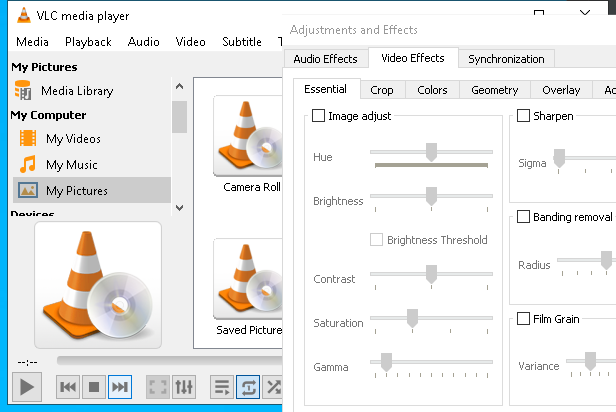 VLC media player
Media Playback Audio Video Subtitle
My Pictures
Media Library
My Computer
My Videos
My Music
My Pictures
Devices
Camera Roll
Saved Picture
--:--
Adjustments and Effects
Audio Effects Video Effects Synchronization
Essential Crop Colors Geometry Overlay
Image adjust
Hue
Brightness
Brightness Threshold
Contrast
Saturation
Gamma
Sharpen
Sigma
Banding removal
Radius
Film Grain
Variance